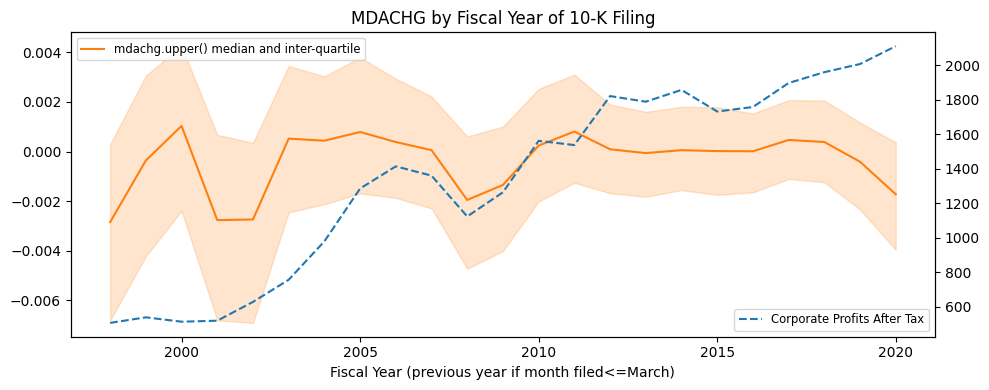 MDACHG by Fiscal Year of 10-K Filing
mdachg.upper() median and inter-quartile
0.004
0.002
0.000
−0.002
−0.004
−0.006
2000
1800
1600
1400
1200
1000
800
600
Corporate Profits After Tax
2000 2005 2010 2015 2020
Fiscal Year (previous year if month filed<=March)